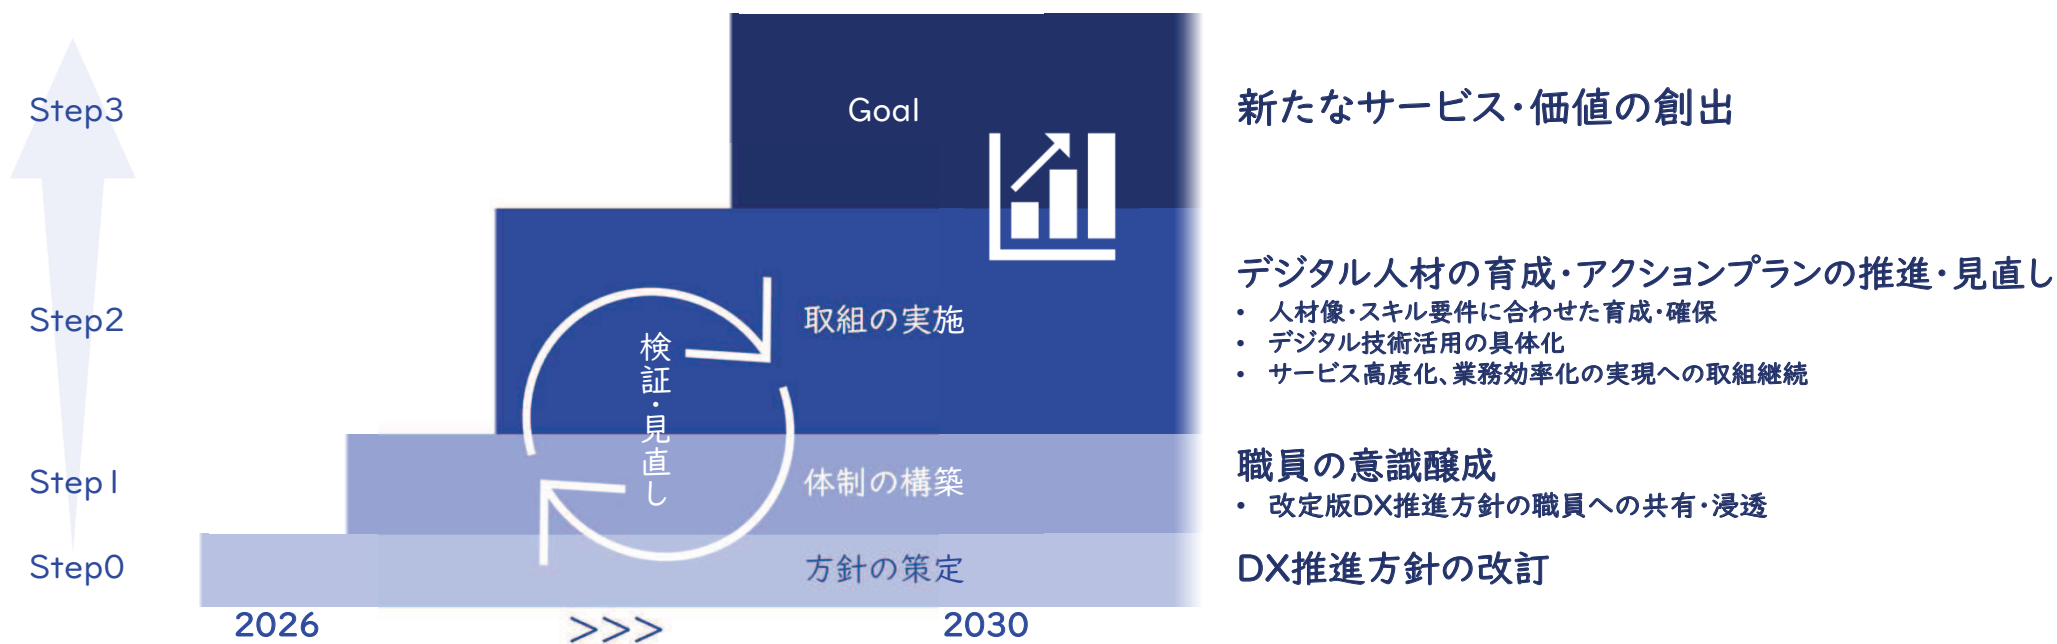 Step3
Goal
新たなサービス・価値の創出
Step2
取組の実施
検証・見直し
デジタル人材の育成・アクションプランの推進・見直し
• 人材像・スキル要件に合わせた育成・確保
• デジタル技術活用の具体化
• サービス高度化、業務効率化の実現への取組継続
Step1
体制の構築
職員の意識醸成
• 改定版DX推進方針の職員への共有・浸透
Step0
方針の策定
DX推進方針の改訂
2026
>>>
2030